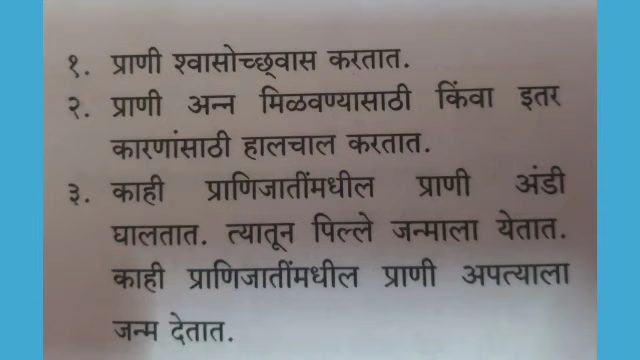 १. प्राणी श्वासोच्छ्‌वास करतात.
२. प्राणी अन्न मिळवण्यासाठी किंवा इतर
कारणांसाठी हालचाल करतात.
३. काही प्राणिजातींमधील प्राणी अंडी
घालतात. त्यातून पिल्ले जन्माला येतात.
काही प्राणिजातींमधील प्राणी अपत्याला
जन्म देतात.